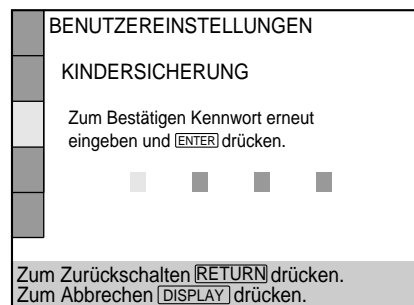 BENUTZEREINSTELLUNGEN
KINDERSICHERUNG
Zum Bestätigen Kennwort erneut
eingeben und ENTER drücken.
Zum Zurückschalten RETURN drücken.
Zum Abbrechen DISPLAY drücken.